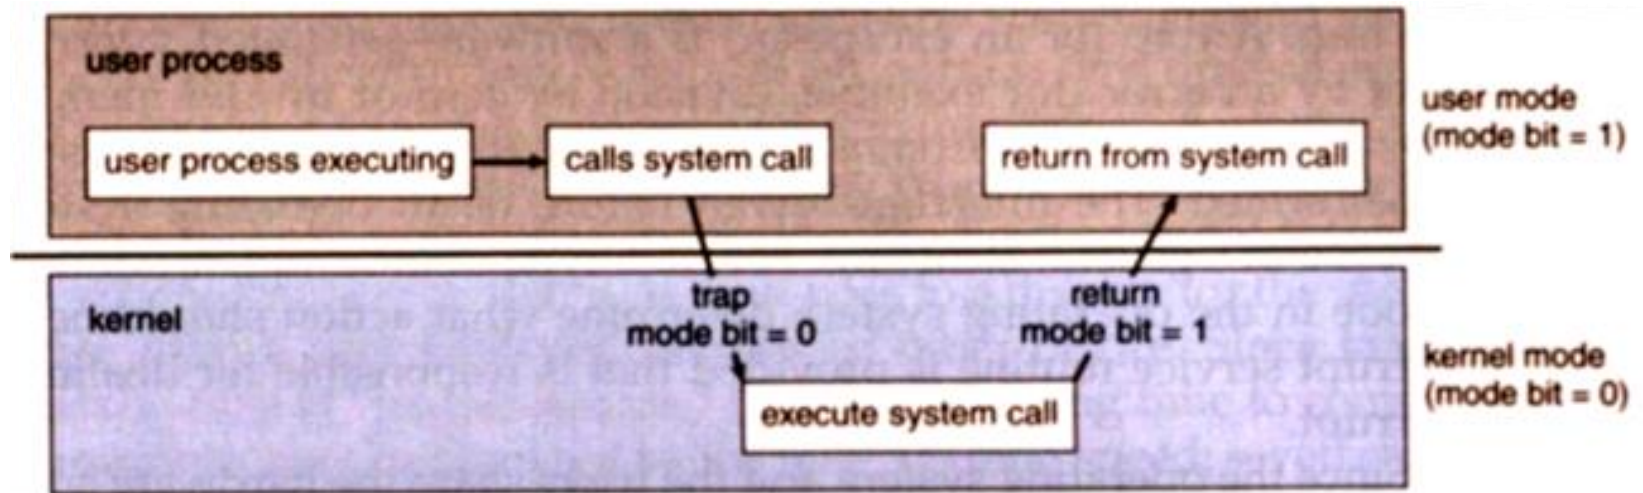 user process
user process executing
calls system call
return from system call
user mode
(mode bit = 1)
kernel
trap
mode bit = 0
return
mode bit = 1
execute system call
kernel mode
(mode bit = 0)